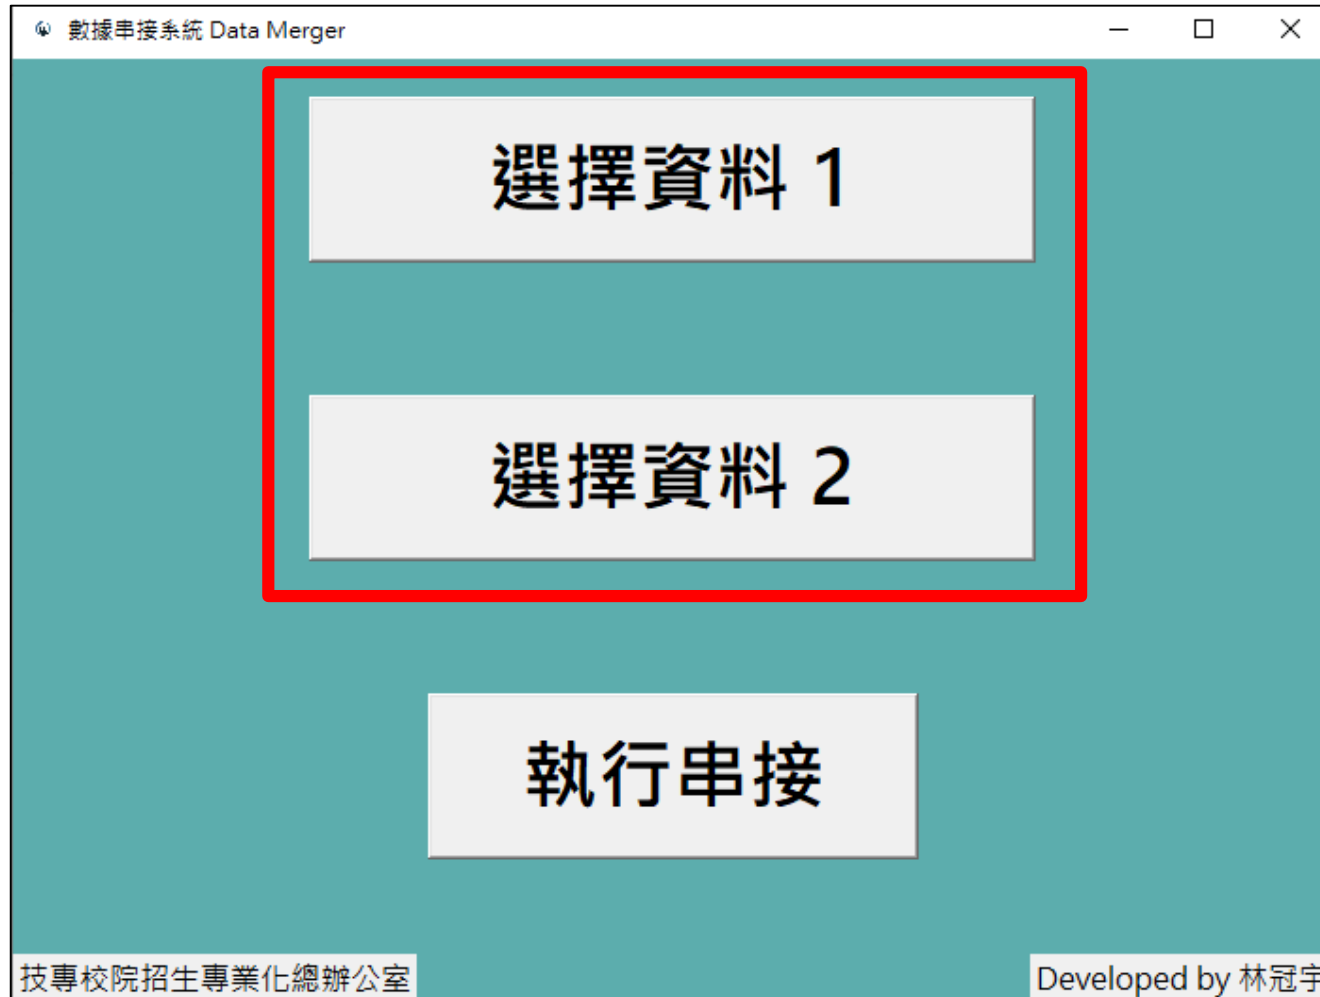 數據串接系統 Data Merger
選擇資料 1
選擇資料 2
執行串接
技專校院招生專業化總辦公室
Developed by 林冠宇